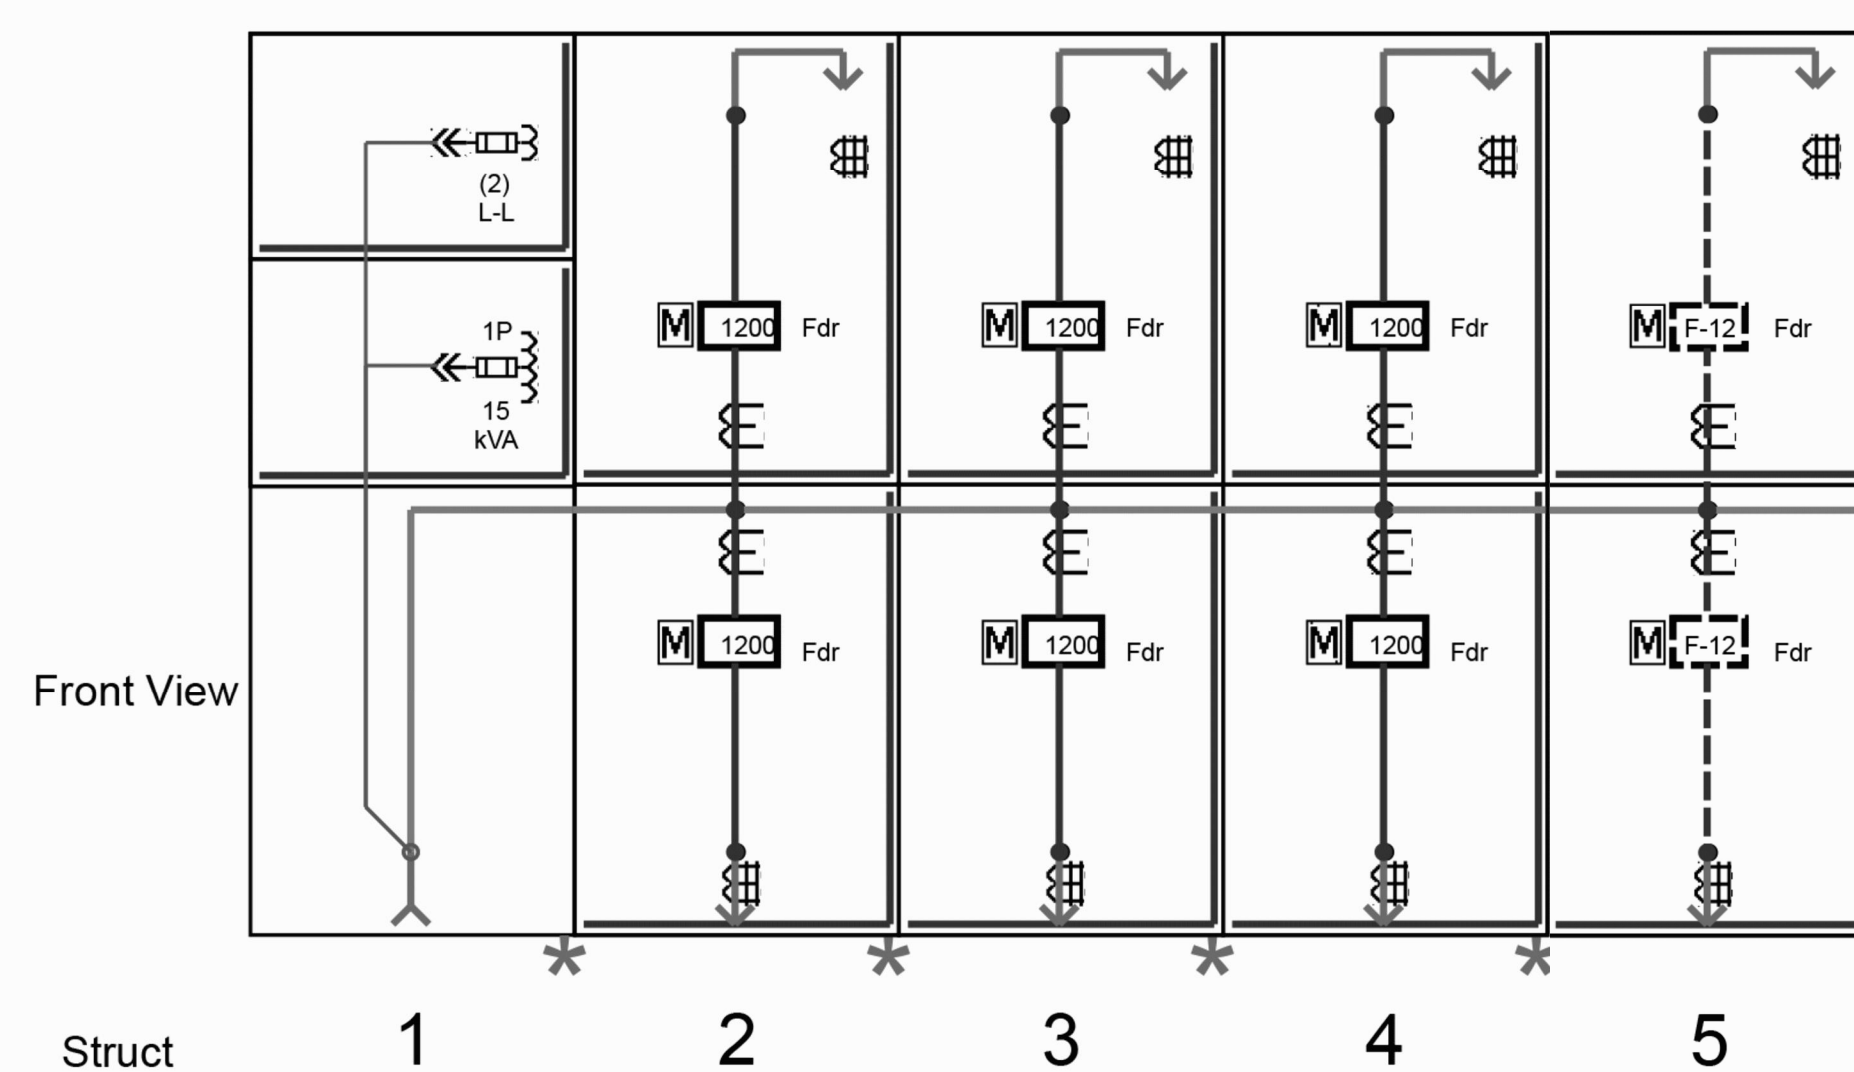 (2)
L-L
1P
15
kVA
M 1200 Fdr
M 1200 Fdr
M 1200 Fdr
M F-12 Fdr
M 1200 Fdr
M 1200 Fdr
M 1200 Fdr
M F-12 Fdr
Front View
* * * *
Struct 1 2 3 4 5